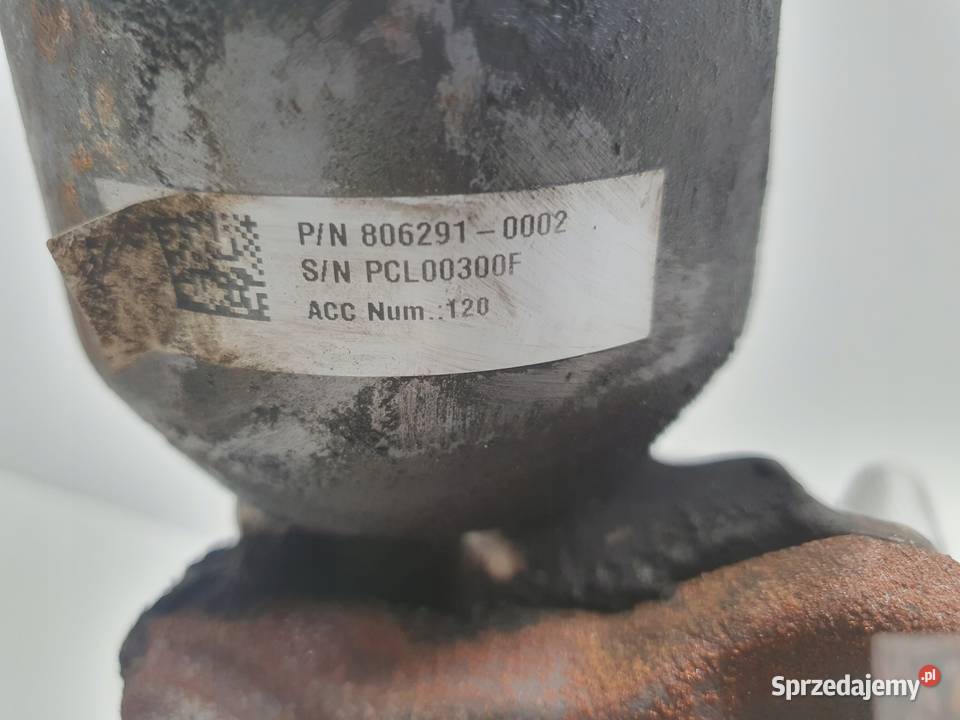 P/N 806291-0002
S/N PCL00300F
ACC Num.:120
Sprzedajemy.pl